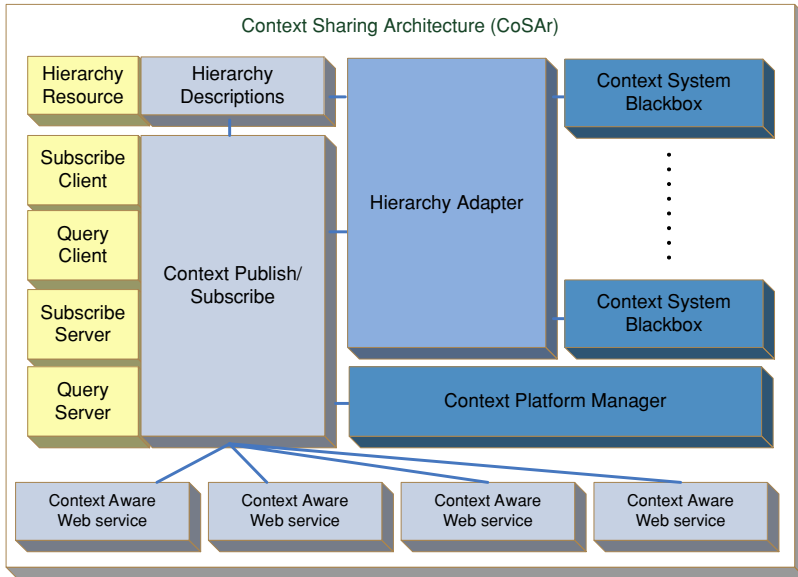 Context Sharing Architecture (CoSAr)
Hierarchy
Resource
Hierarchy
Descriptions
Context System
Blackbox
Subscribe
Client
Query
Client
Subscribe
Server
Query
Server
Context Publish/
Subscribe
Hierarchy Adapter
Context System
Blackbox
Context Platform Manager
Context Aware
Web service
Context Aware
Web service
Context Aware
Web service
Context Aware
Web service